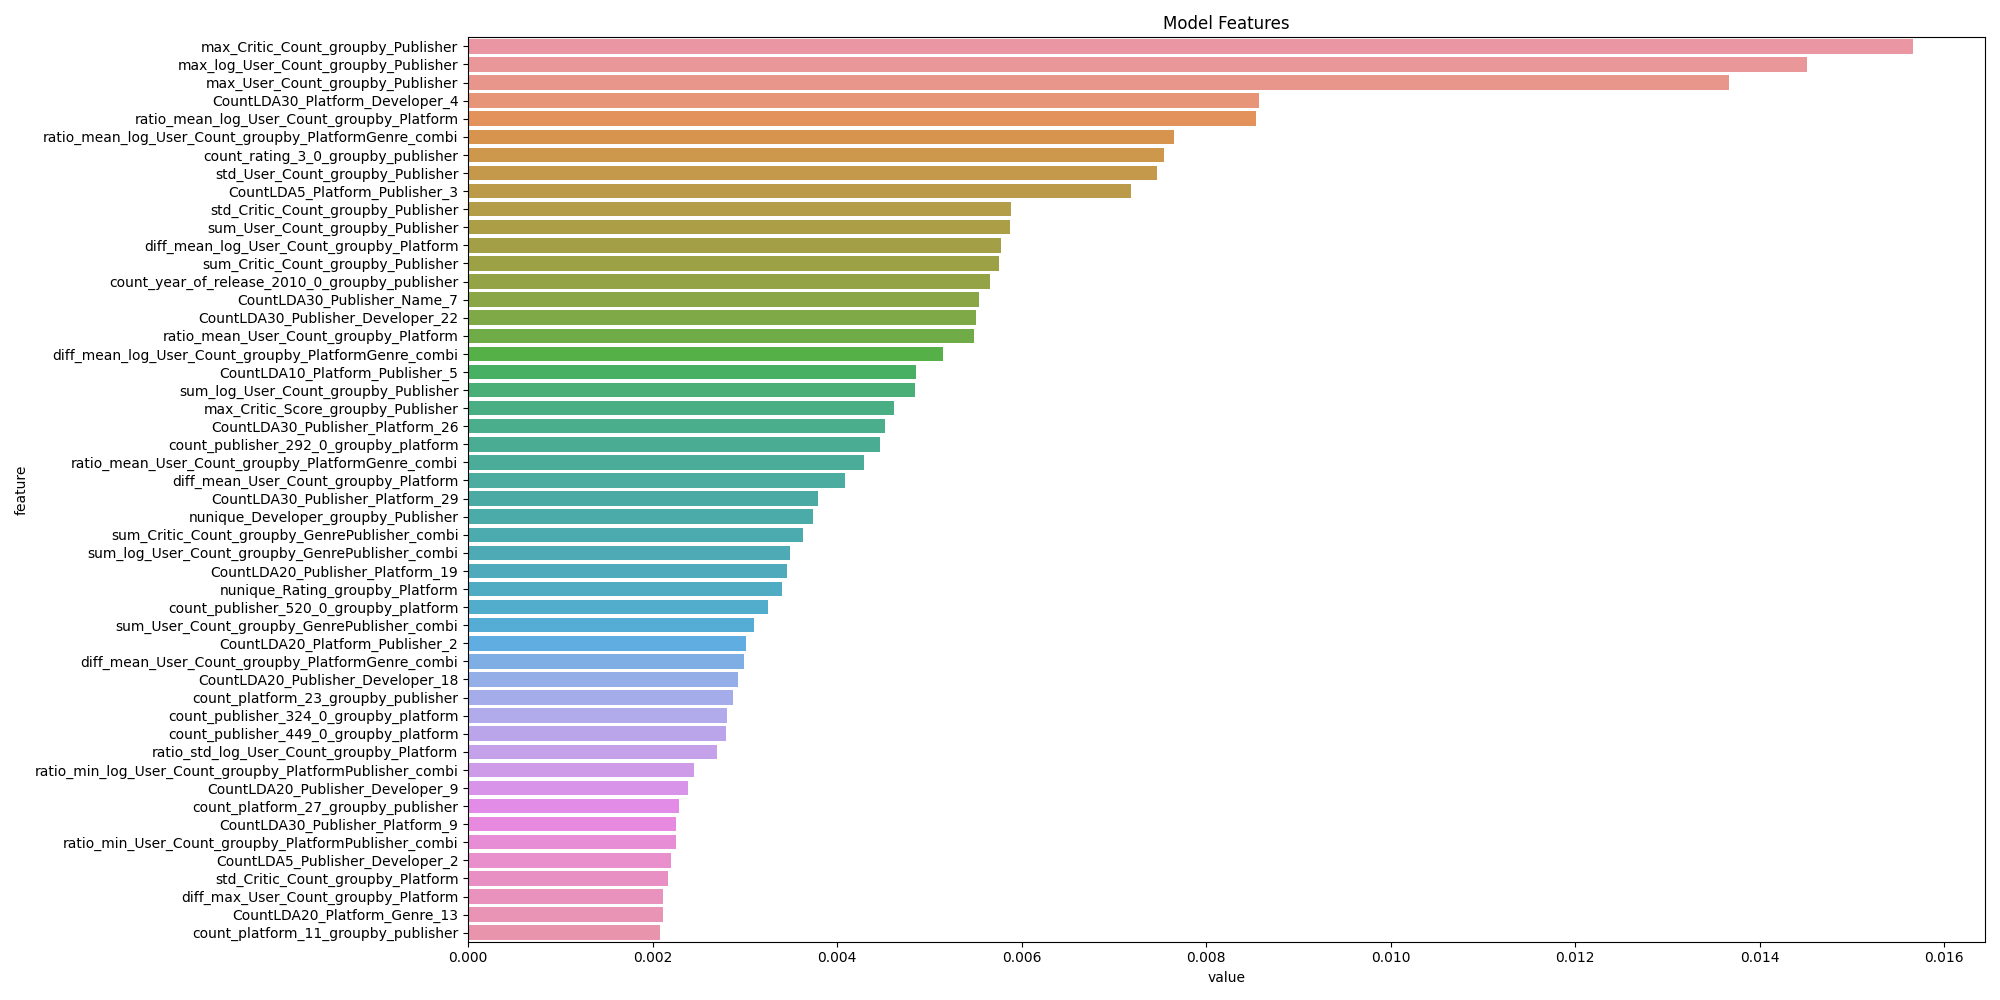 Model Features
max_Critic_Count_groupby_Publisher
max_log_User_Count_groupby_Publisher
max_User_Count_groupby_Publisher
CountLDA30_Platform_Developer_4
ratio_mean_log_User_Count_groupby_Platform
ratio_mean_log_User_Count_groupby_PlatformGenre_combi
count_rating_3_0_groupby_publisher
std_User_Count_groupby_Publisher
CountLDA5_Platform_Publisher_3
std_Critic_Count_groupby_Publisher
sum_User_Count_groupby_Publisher
diff_mean_log_User_Count_groupby_Platform
sum_Critic_Count_groupby_Publisher
count_year_of_release_2010_0_groupby_publisher
CountLDA30_Publisher_Name_7
CountLDA30_Publisher_Developer_22
ratio_mean_User_Count_groupby_Platform
diff_mean_log_User_Count_groupby_PlatformGenre_combi
CountLDA10_Platform_Publisher_5
sum_log_User_Count_groupby_Publisher
max_Critic_Score_groupby_Publisher
CountLDA30_Publisher_Platform_26
count_publisher_292_0_groupby_platform
ratio_mean_User_Count_groupby_PlatformGenre_combi
diff_mean_User_Count_groupby_Platform
CountLDA30_Publisher_Platform_29
nunique_Developer_groupby_Publisher
sum_Critic_Count_groupby_GenrePublisher_combi
sum_log_User_Count_groupby_GenrePublisher_combi
CountLDA20_Publisher_Platform_19
nunique_Rating_groupby_Platform
count_publisher_520_0_groupby_platform
sum_User_Count_groupby_GenrePublisher_combi
CountLDA20_Platform_Publisher_2
diff_mean_User_Count_groupby_PlatformGenre_combi
CountLDA20_Publisher_Developer_18
count_platform_23_groupby_publisher
count_publisher_324_0_groupby_platform
count_publisher_449_0_groupby_platform
ratio_std_log_User_Count_groupby_Platform
ratio_min_log_User_Count_groupby_PlatformPublisher_combi
CountLDA20_Publisher_Developer_9
count_platform_27_groupby_publisher
CountLDA30_Publisher_Platform_9
ratio_min_User_Count_groupby_PlatformPublisher_combi
CountLDA5_Publisher_Developer_2
std_Critic_Count_groupby_Platform
diff_max_User_Count_groupby_Platform
CountLDA20_Platform_Genre_13
count_platform_11_groupby_publisher
feature
0.000 0.002 0.004 0.006 0.008 0.010 0.012 0.014 0.016
value